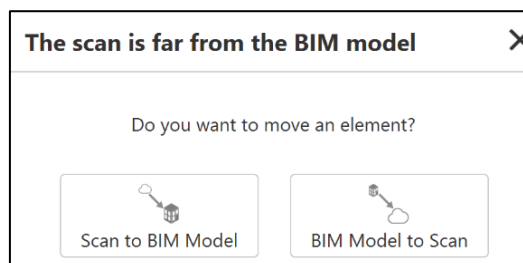 The scan is far from the BIM model
Do you want to move an element?
Scan to BIM Model
BIM Model to Scan